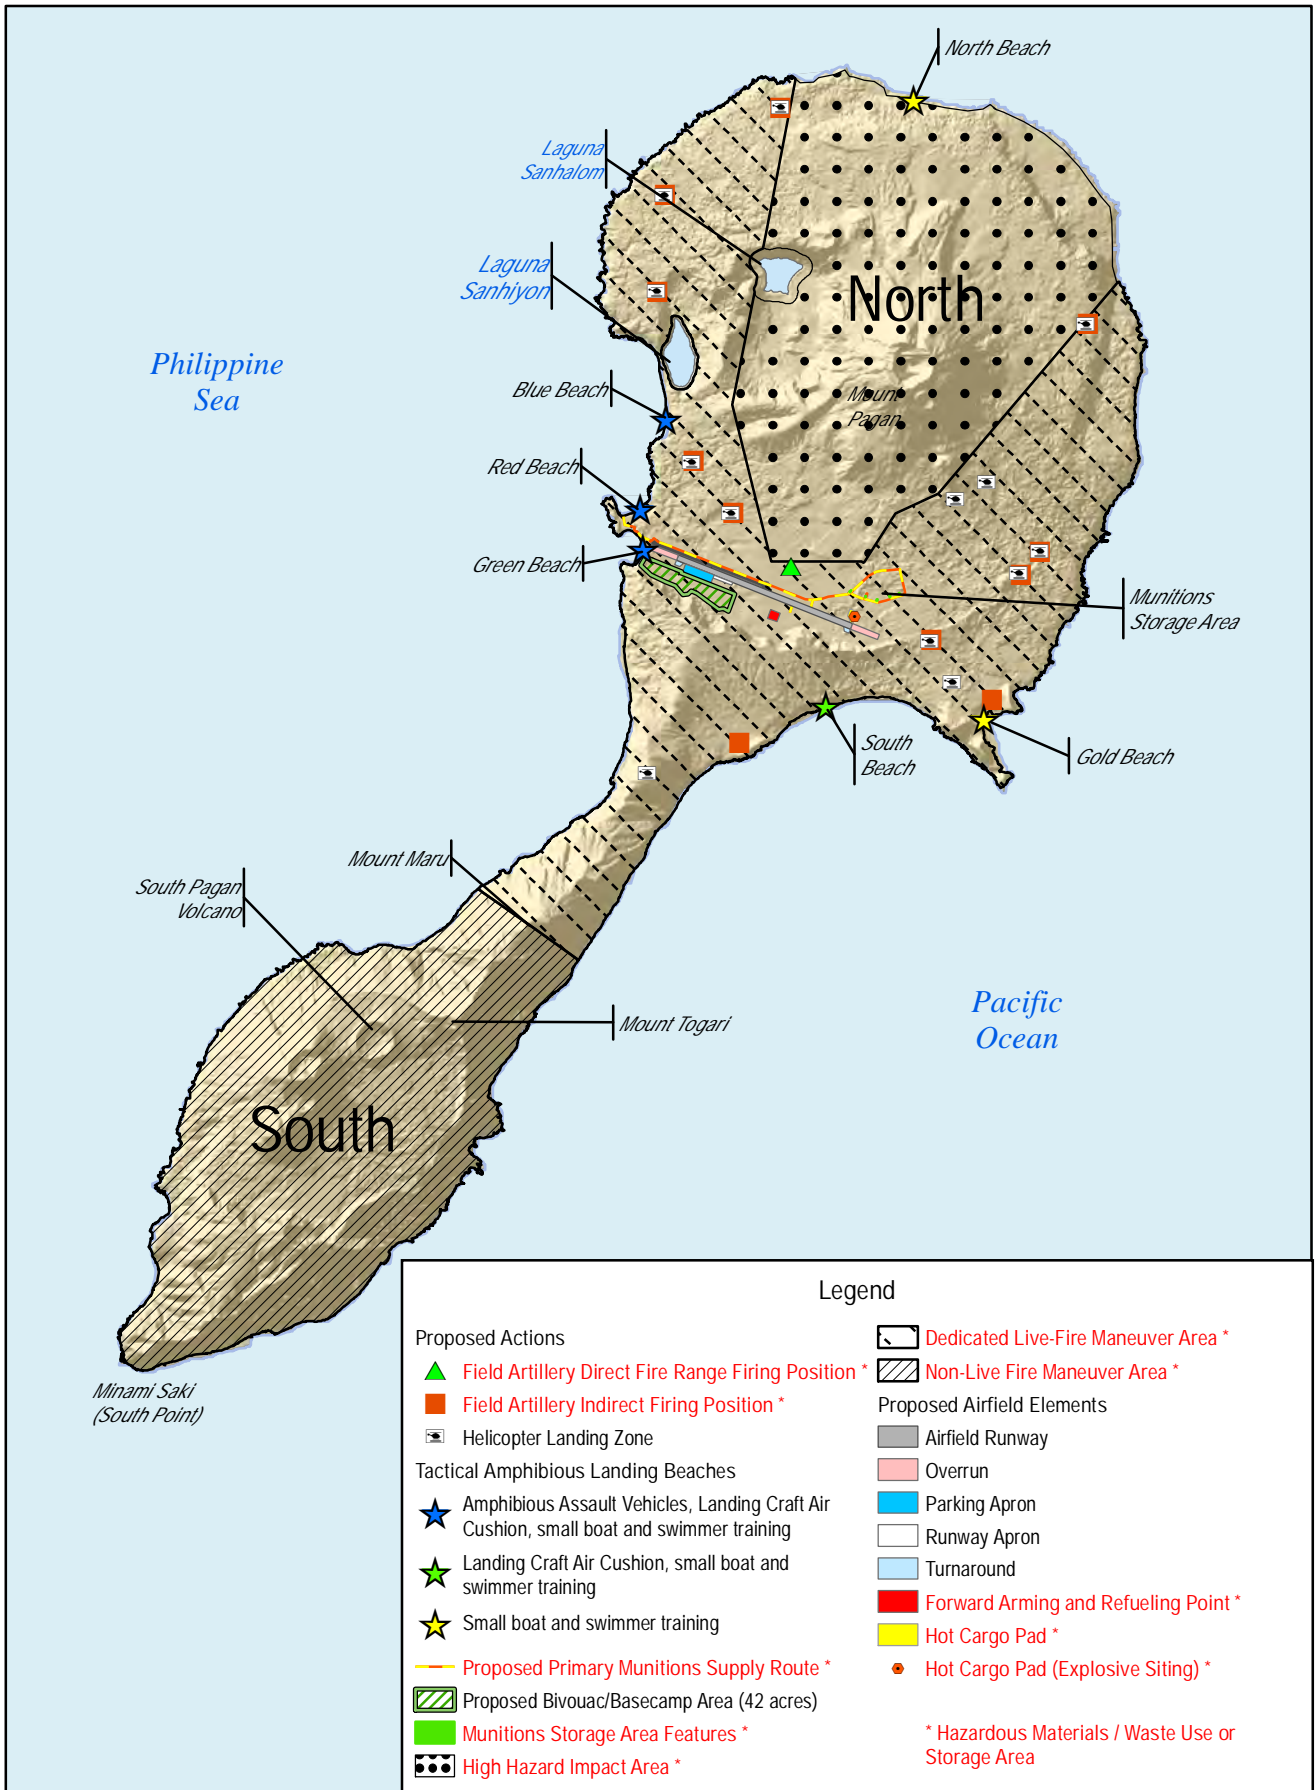 North Beach
Laguna
Sanhalom
Laguna
Sanhiyon
North
Philippine
Sea
Blue Beach
Mount
Pagan
Red Beach
Green Beach
Munitions
Storage Area
South
Beach
Gold Beach
Mount Maru
South Pagan
Volcano
Pacific
Ocean
Mount Togari
South
Minami Saki
(South Point)
Legend
Proposed Actions
Field Artillery Direct Fire Range Firing Position *
Field Artillery Indirect Firing Position *
Helicopter Landing Zone
Tactical Amphibious Landing Beaches
Amphibious Assault Vehicles, Landing Craft Air
Cushion, small boat and swimmer training
Landing Craft Air Cushion, small boat and
swimmer training
Small boat and swimmer training
Proposed Primary Munitions Supply Route *
Proposed Bivouac/Basecamp Area (42 acres)
Munitions Storage Area Features *
High Hazard Impact Area *
Dedicated Live-Fire Maneuver Area *
Non-Live Fire Maneuver Area *
Proposed Airfield Elements
Airfield Runway
Overrun
Parking Apron
Runway Apron
Turnaround
Forward Arming and Refueling Point *
Hot Cargo Pad *
Hot Cargo Pad (Explosive Siting) *
* Hazardous Materials / Waste Use or
Storage Area